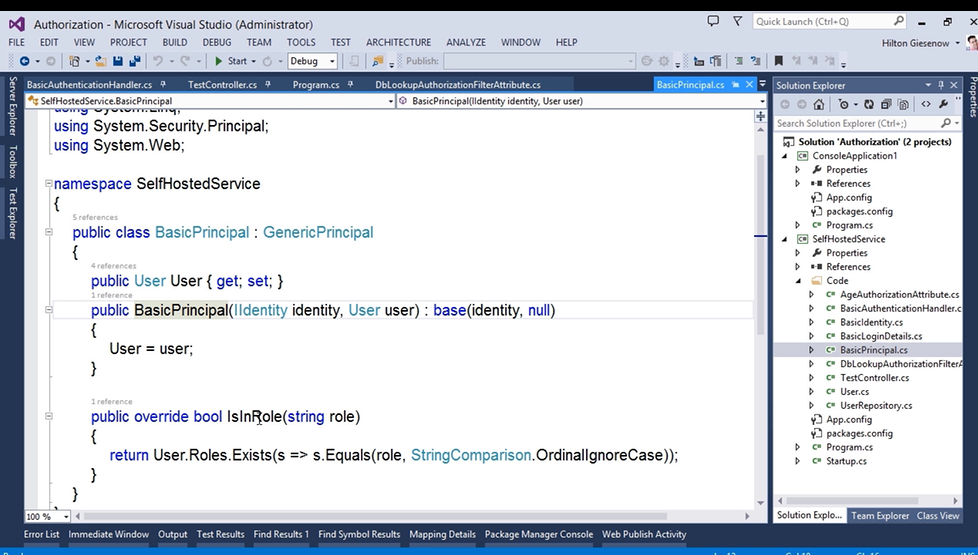 Authorization - Microsoft Visual Studio (Administrator)
Quick Launch (Ctrl+Q)
FILE EDIT VIEW PROJECT BUILD DEBUG TEAM TOOLS TEST ARCHITECTURE ANALYZE WINDOW HELP
Hilton Giesenow
Start Debug Publish:
BasicAuthenticationHandler.cs TestController.cs Program.cs DbLookupAuthorizationFilterAttribute.cs BasicPrincipal.cs
SelfHostedService.BasicPrincipal BasicPrincipal(IIdentity identity, User user)
Server Explorer
Toolbox
Test Explorer
using System.Linq;
using System.Security.Principal;
using System.Web;
namespace SelfHostedService
{
5 references
public class BasicPrincipal : GenericPrincipal
{
4 references
public User User { get; set; }
1 reference
public BasicPrincipal(IIdentity identity, User user) : base(identity, null)
{
User = user;
}
1 reference
public override bool IsInRole(string role)
{
return User.Roles.Exists(s => s.Equals(role, StringComparison.OrdinalIgnoreCase));
}
}
100 %
Solution Explorer
Search Solution Explorer (Ctrl+;)
Solution 'Authorization' (2 projects)
ConsoleApplication1
Properties
References
App.config
packages.config
Program.cs
SelfHostedService
Properties
References
Code
AgeAuthorizationAttribute.cs
BasicAuthenticationHandler.c
BasicIdentity.cs
BasicLoginDetails.cs
BasicPrincipal.cs
DbLookupAuthorizationFilterA
TestController.cs
User.cs
UserRepository.cs
App.config
packages.config
Program.cs
Startup.cs
Solution Explo... Team Explorer Class View
Properties
Error List Immediate Window Output Test Results Find Results 1 Find Symbol Results Mapping Details Package Manager Console Web Publish Activity